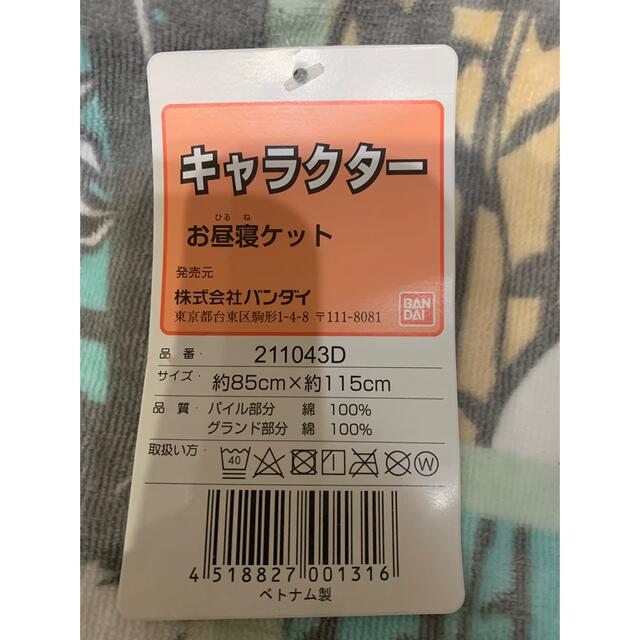 キャラクター
ひる ね
お昼寝ケット
発売元
株式会社バンダイ
東京都台東区駒形1-4-8 〒111-8081
BAN
DAI
品 番・ 211043D
サイズ・ 約85cm×約115cm
品 質・ パイル部分 綿 100%
グランド部分 綿 100%
取扱い方・ 40 W
4 518827 001316
ベトナム製